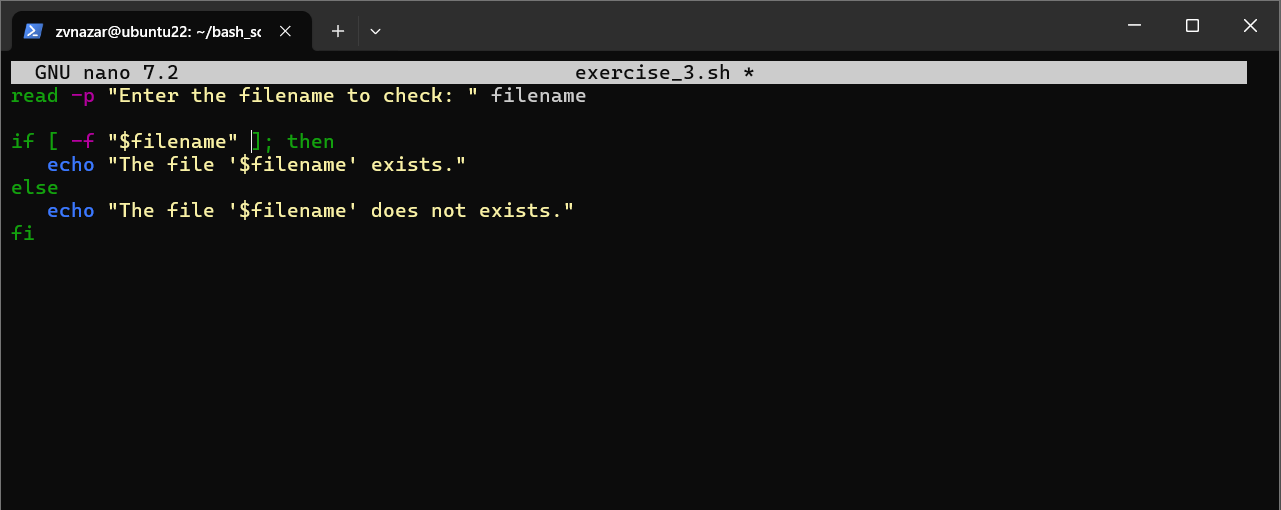 zvnazar@ubuntu22: ~/bash_sc
GNU nano 7.2 exercise_3.sh *
read -p "Enter the filename to check: " filename
if [ -f "$filename" ]; then
echo "The file '$filename' exists."
else
echo "The file '$filename' does not exists."
fi